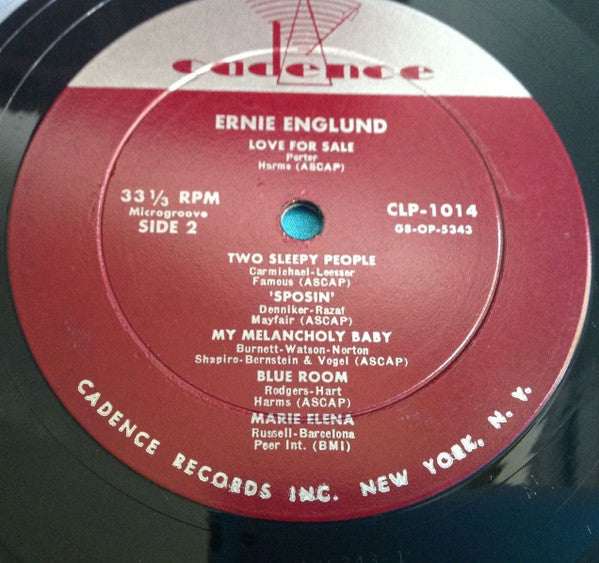 cadence
ERNIE ENGLUND
LOVE FOR SALE
Porter
Harms (ASCAP)
33 1/3 RPM
Microgroove
SIDE 2
CLP-1014
GB-OP-5343
TWO SLEEPY PEOPLE
Carmichael-Loesser
Famous (ASCAP)
'SPOSIN'
Denniker-Razaf
Mayfair (ASCAP)
MY MELANCHOLY BABY
Burnett-Watson-Norton
Shapiro-Bernstein & Vogel (ASCAP)
BLUE ROOM
Rodgers-Hart
Harms (ASCAP)
MARIE ELENA
Russell-Barcelona
Peer Int. (BMI)
CADENCE RECORDS INC. NEW YORK, N. Y.